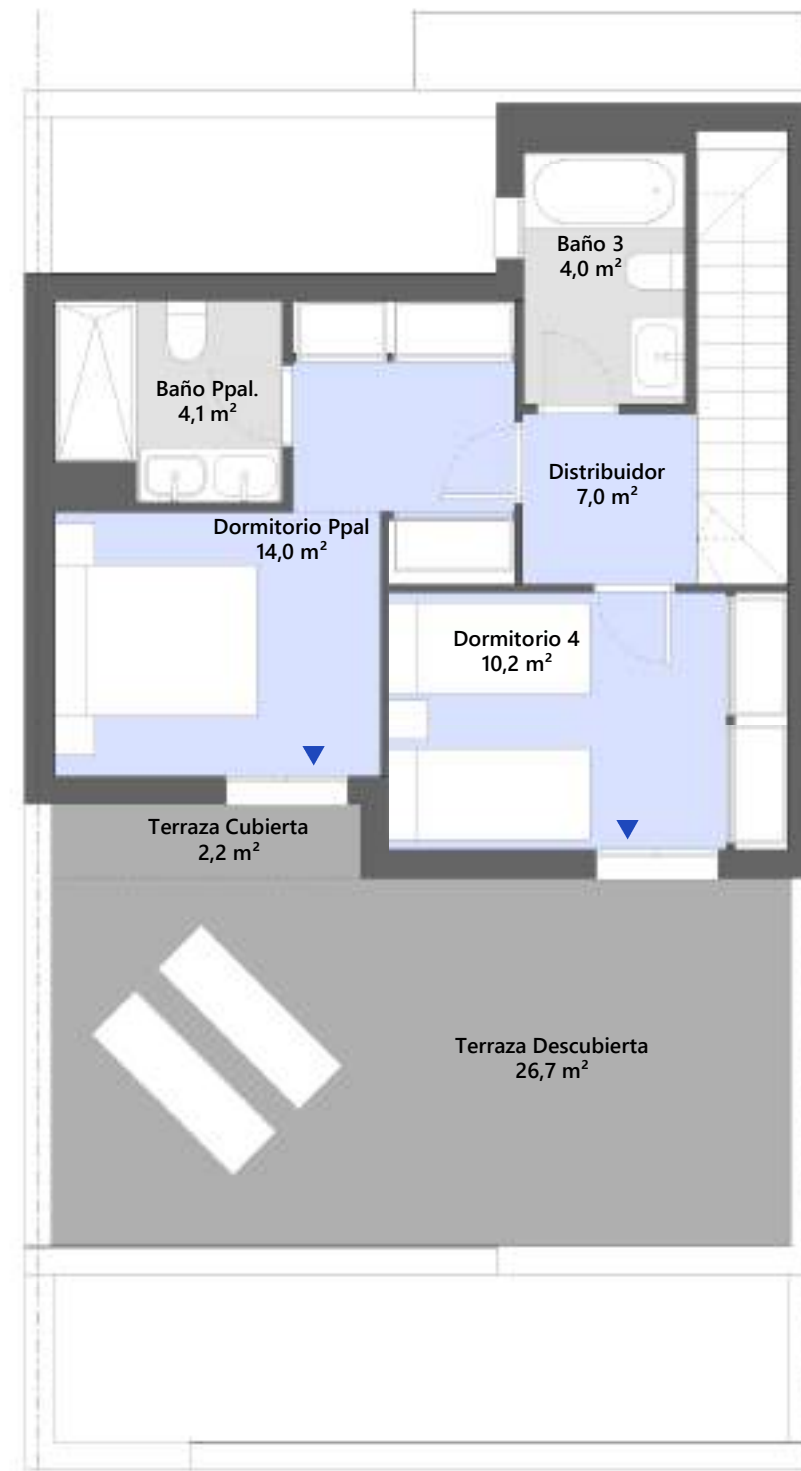 Baño 3
4,0 m²
Baño Ppal.
4,1 m²
Distribuidor
7,0 m²
Dormitorio Ppal
14,0 m²
Dormitorio 4
10,2 m²
Terraza Cubierta
2,2 m²
Terraza Descubierta
26,7 m²